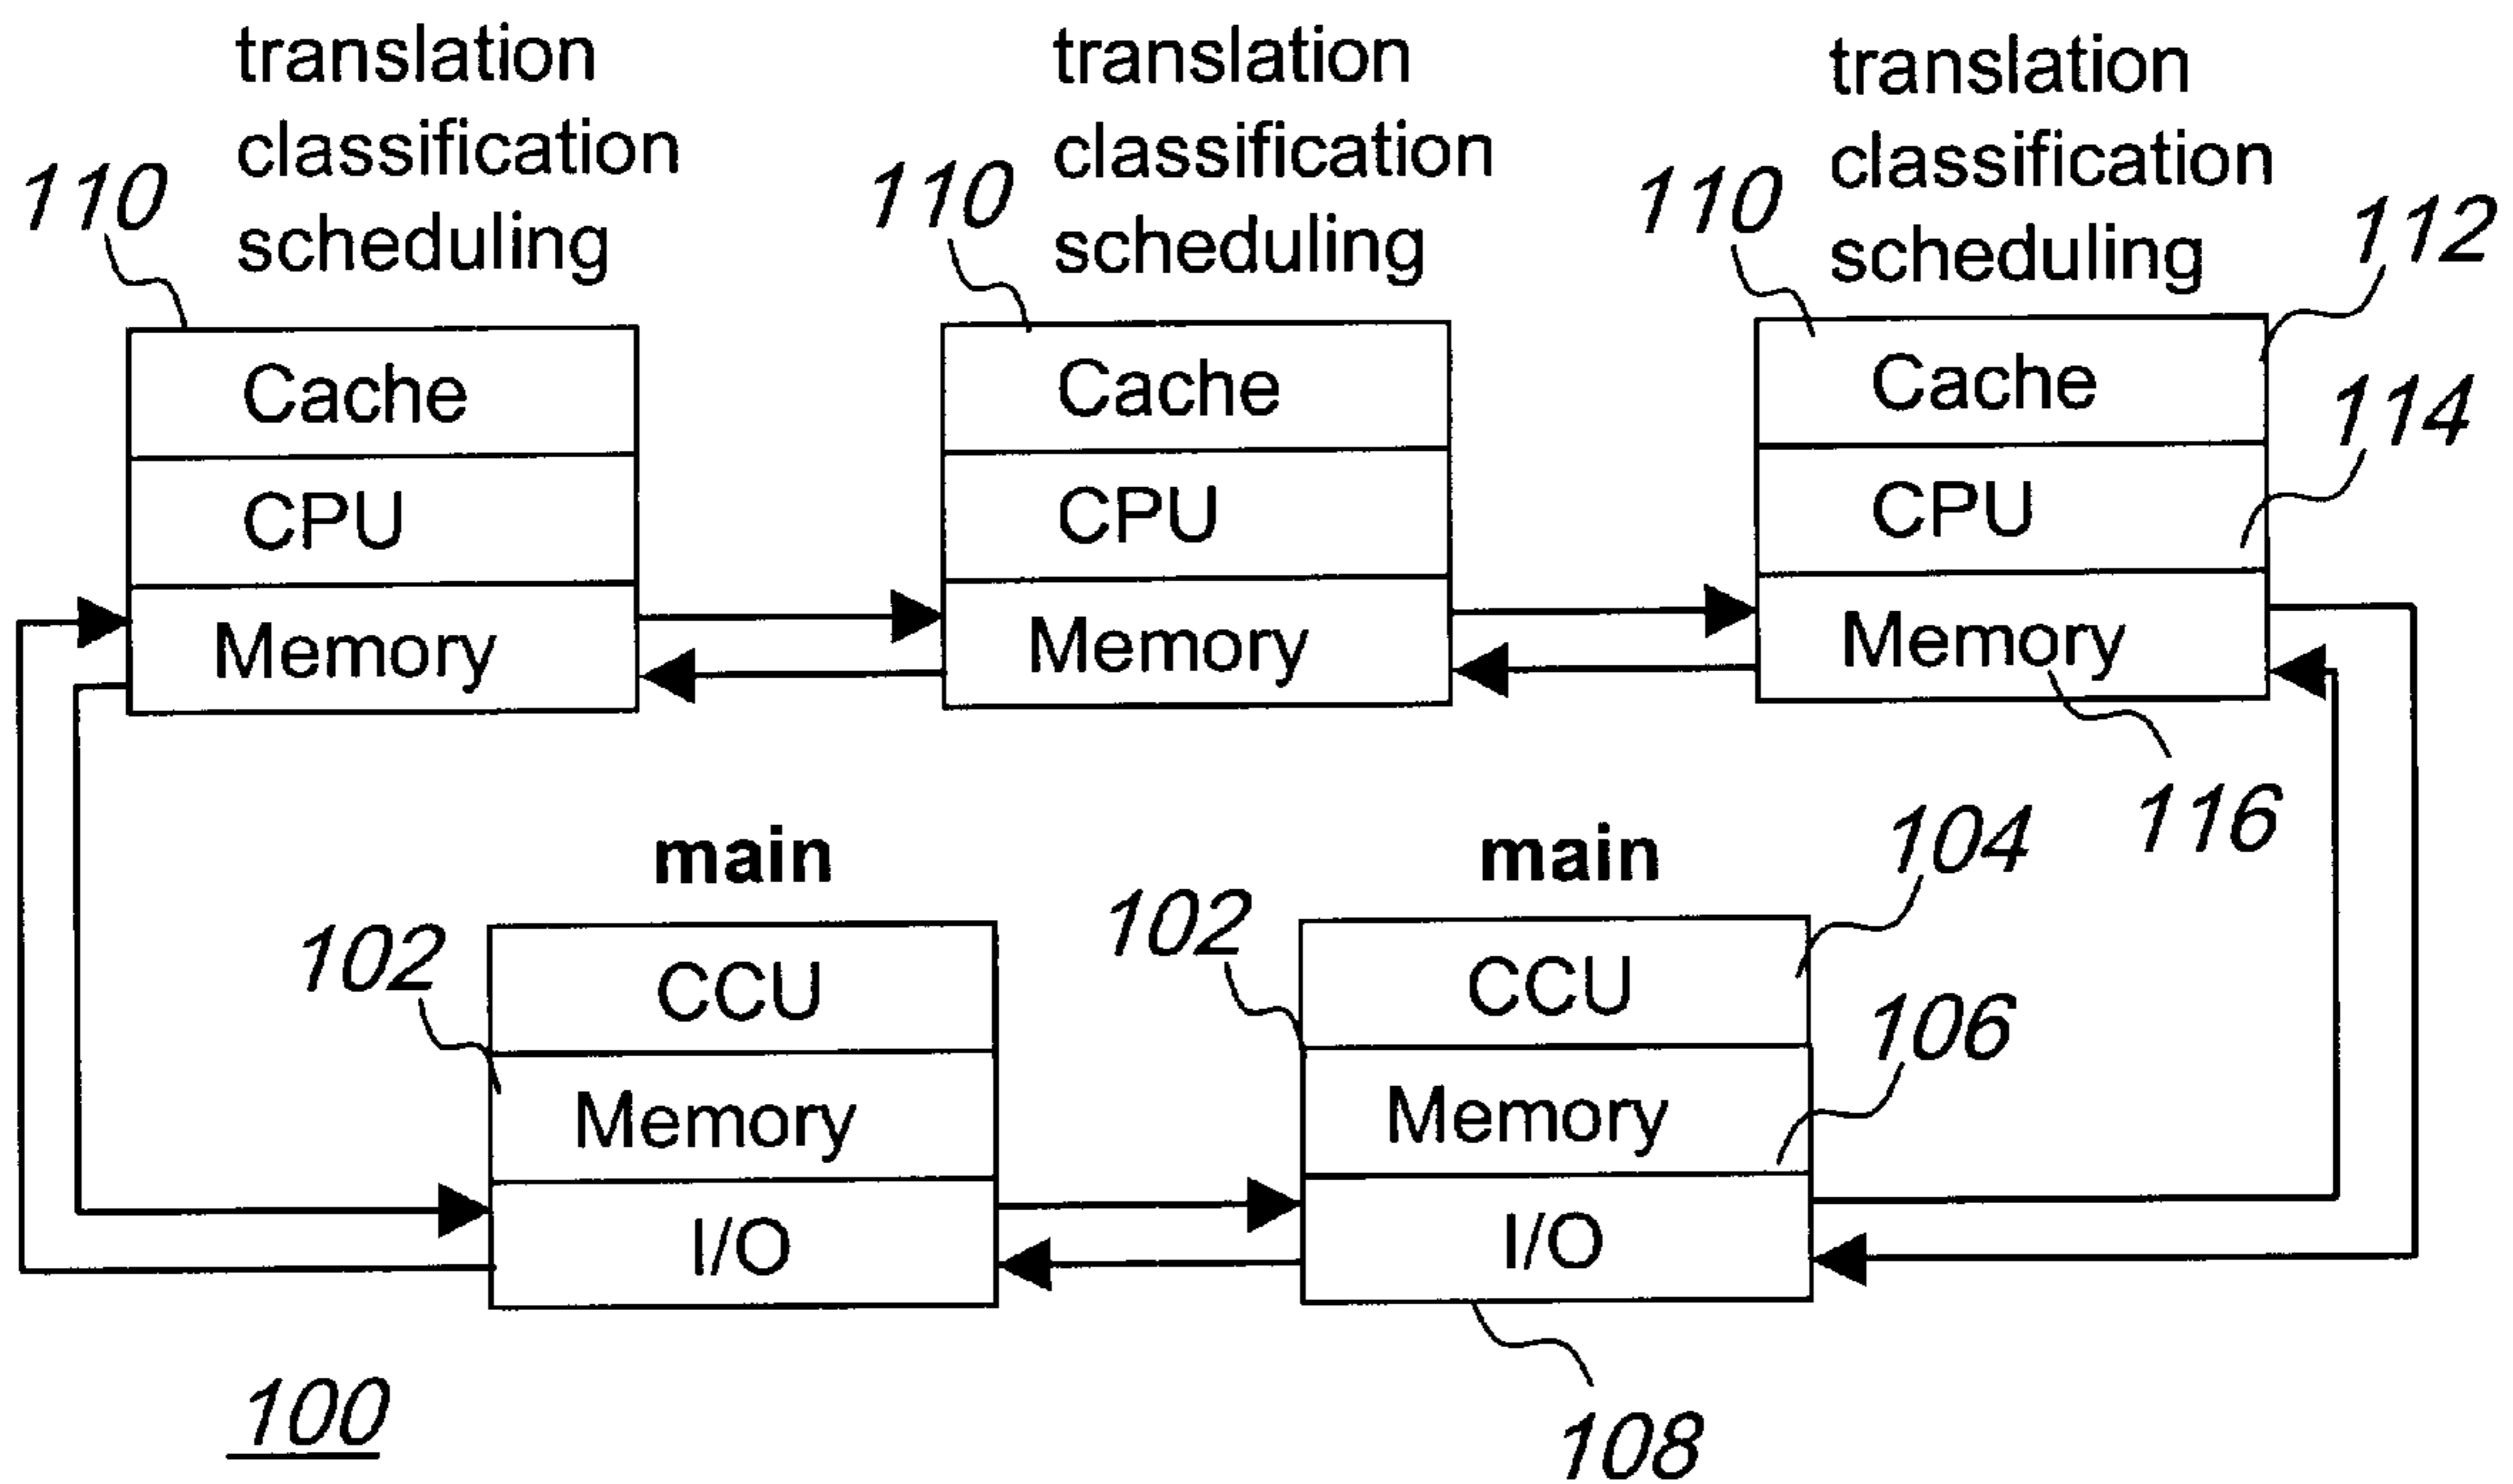 translation
classification
scheduling
translation
classification
scheduling
translation
classification
scheduling
110
110
110
112
114
Cache
CPU
Memory
Cache
CPU
Memory
Cache
CPU
Memory
116
main
main
102
102
104
106
CCU
Memory
I/O
CCU
Memory
I/O
100
108